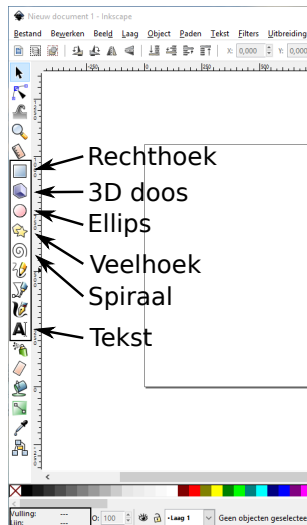 Nieuw document 1 - Inkscape
Bestand Bewerken Beeld Laag Object Paden Tekst Filters Uitbreiding
X: 0,000 Y: 0,000
Rechthoek
3D doos
Ellips
Veelhoek
Spiraal
Tekst
Vulling: --- O: 100 •Laag 1 Geen objecten geselectee
Lijn: ---